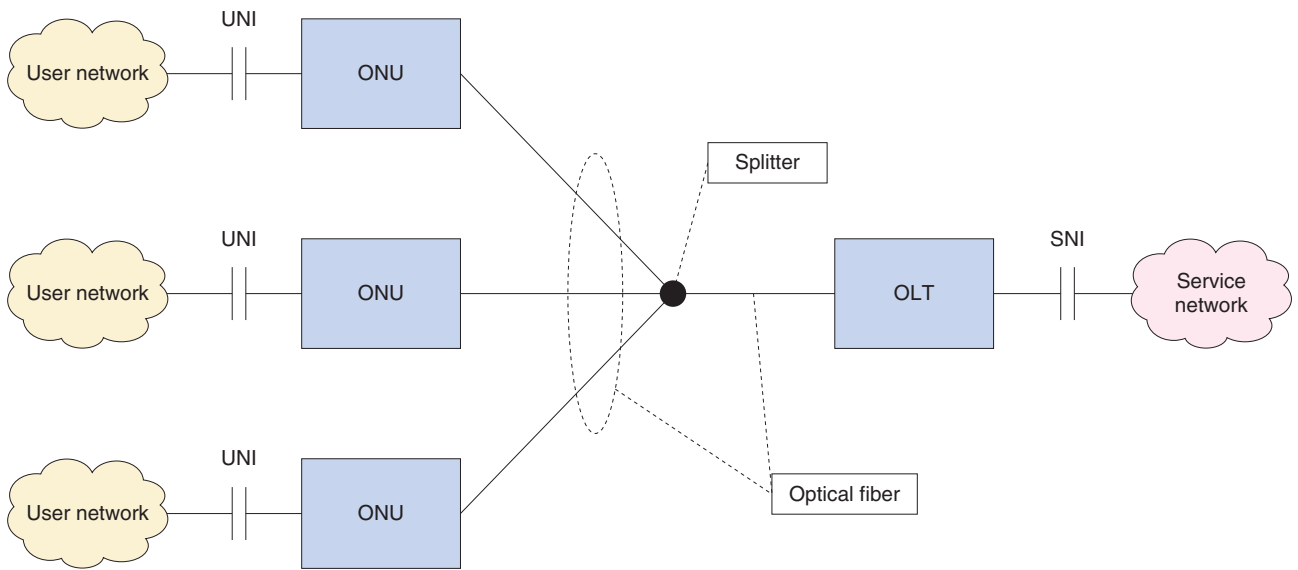 UNI
User network
ONU
Splitter
UNI
SNI
User network
ONU
OLT
Service
network
UNI
Optical fiber
User network
ONU